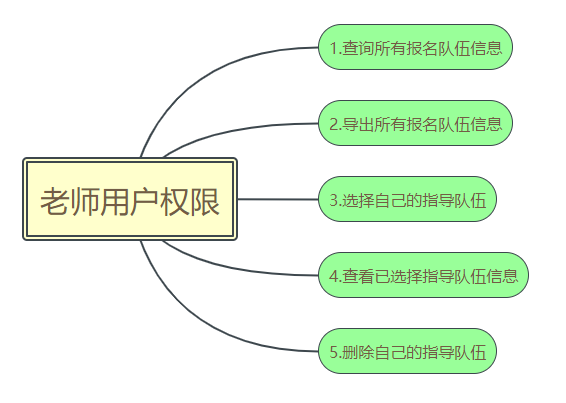 老师用户权限
1.查询所有报名队伍信息
2.导出所有报名队伍信息
3.选择自己的指导队伍
4.查看已选择指导队伍信息
5.删除自己的指导队伍